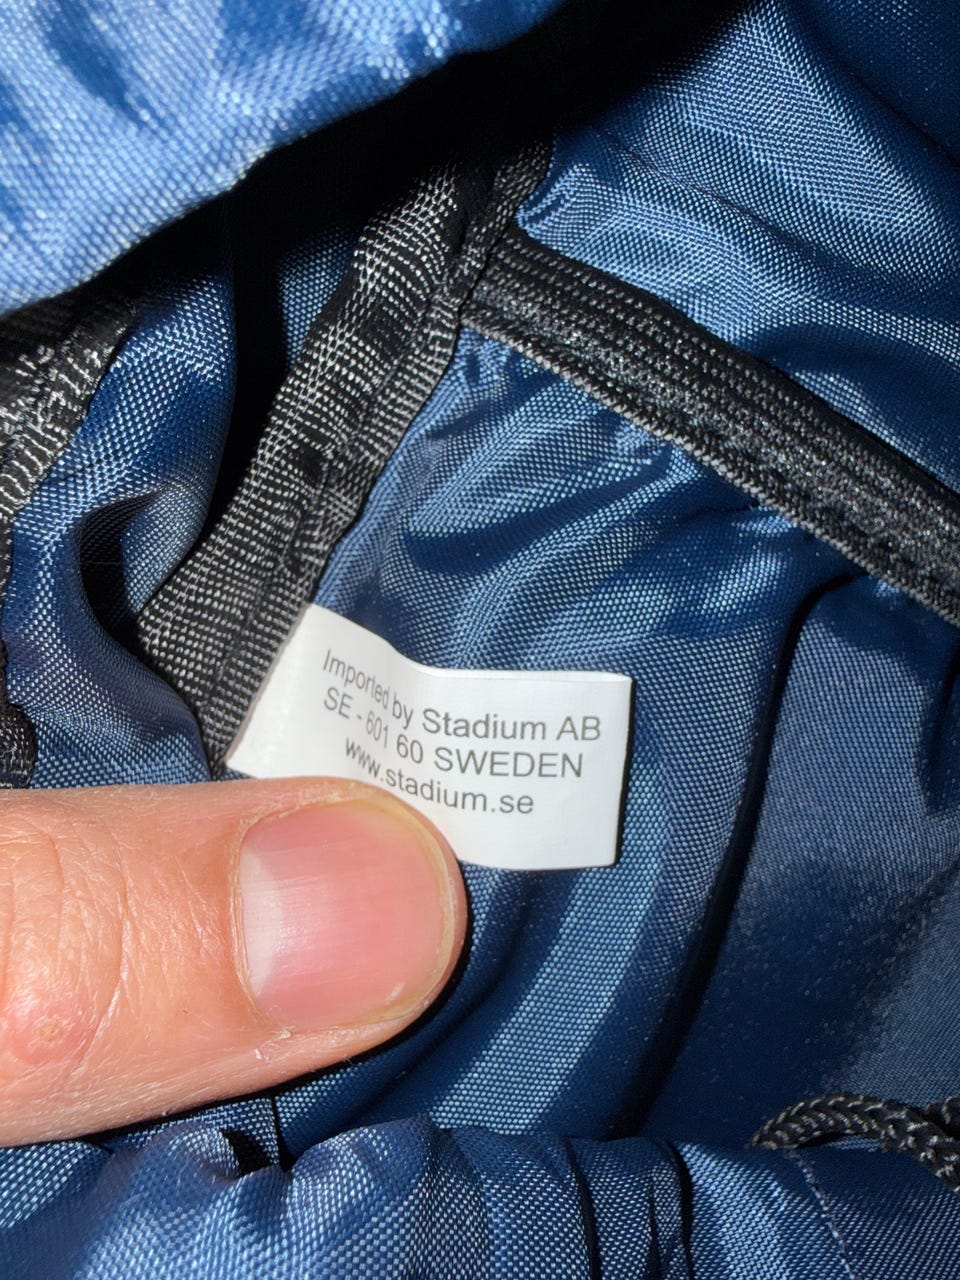 Imported by Stadium AB
SE - 601 60 SWEDEN
www.stadium.se